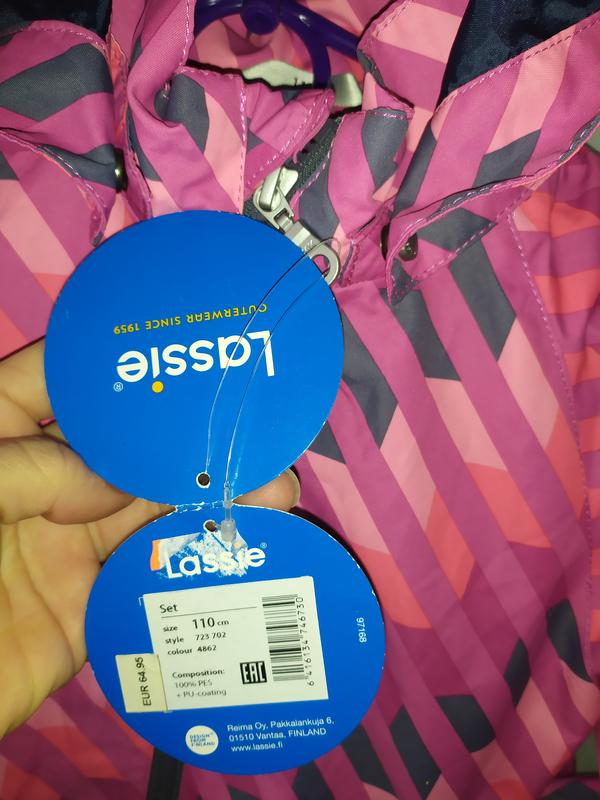 OUTERWEAR SINCE 1959
Lassie®
Lassie®
Set
size 110 cm
style 723 702
colour 4862
Composition:
100% PES
+ PU-coating
EAC
6 416134 746730
EUR 64.95
97168
DESIGN FROM FINLAND
Reima Oy, Pakkalankuja 6,
01510 Vantaa, FINLAND
www.lassie.fi